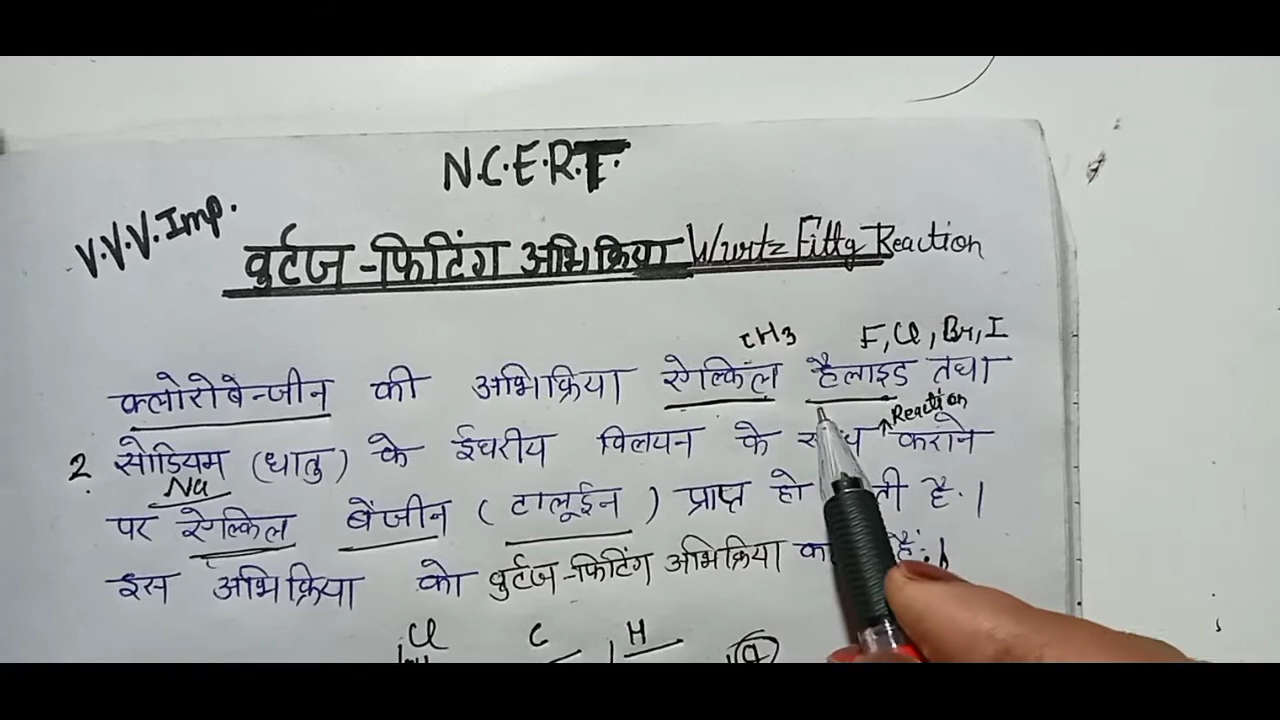 N.C.E.R.T.
V.V.V.Imp.
वुर्टज-फिटिंग अभिक्रिया Wurtz Fittg Reaction
CH3 F, Cl, Br, I
क्लोरोबेन्जीन की अभिक्रिया ऐल्किल हैलाइड तथा
Reaction
2 सोडियम (धातु) के ईथरीय विलयन के कराने
Na
पर ऐल्किल बेंजीन (टालूईन) प्राप्त हो है।
इस अभिक्रिया को वुर्टज-फिटिंग अभिक्रिया हैं
Cl C H